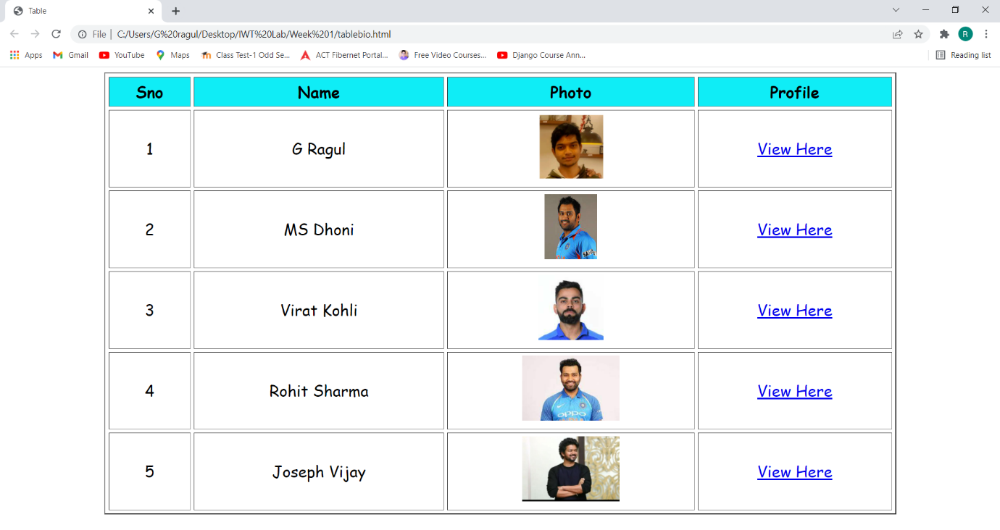 Table
File | C:/Users/G%20ragul/Desktop/IWT%20Lab/Week%201/tablebio.html
R
Apps Gmail YouTube Maps Class Test-1 Odd Se... ACT Fibernet Portal... Free Video Courses... Django Course Ann... Reading list
Sno Name Photo Profile
1 G Ragul View Here
2 MS Dhoni View Here
3 Virat Kohli View Here
oppo
4 Rohit Sharma View Here
5 Joseph Vijay View Here